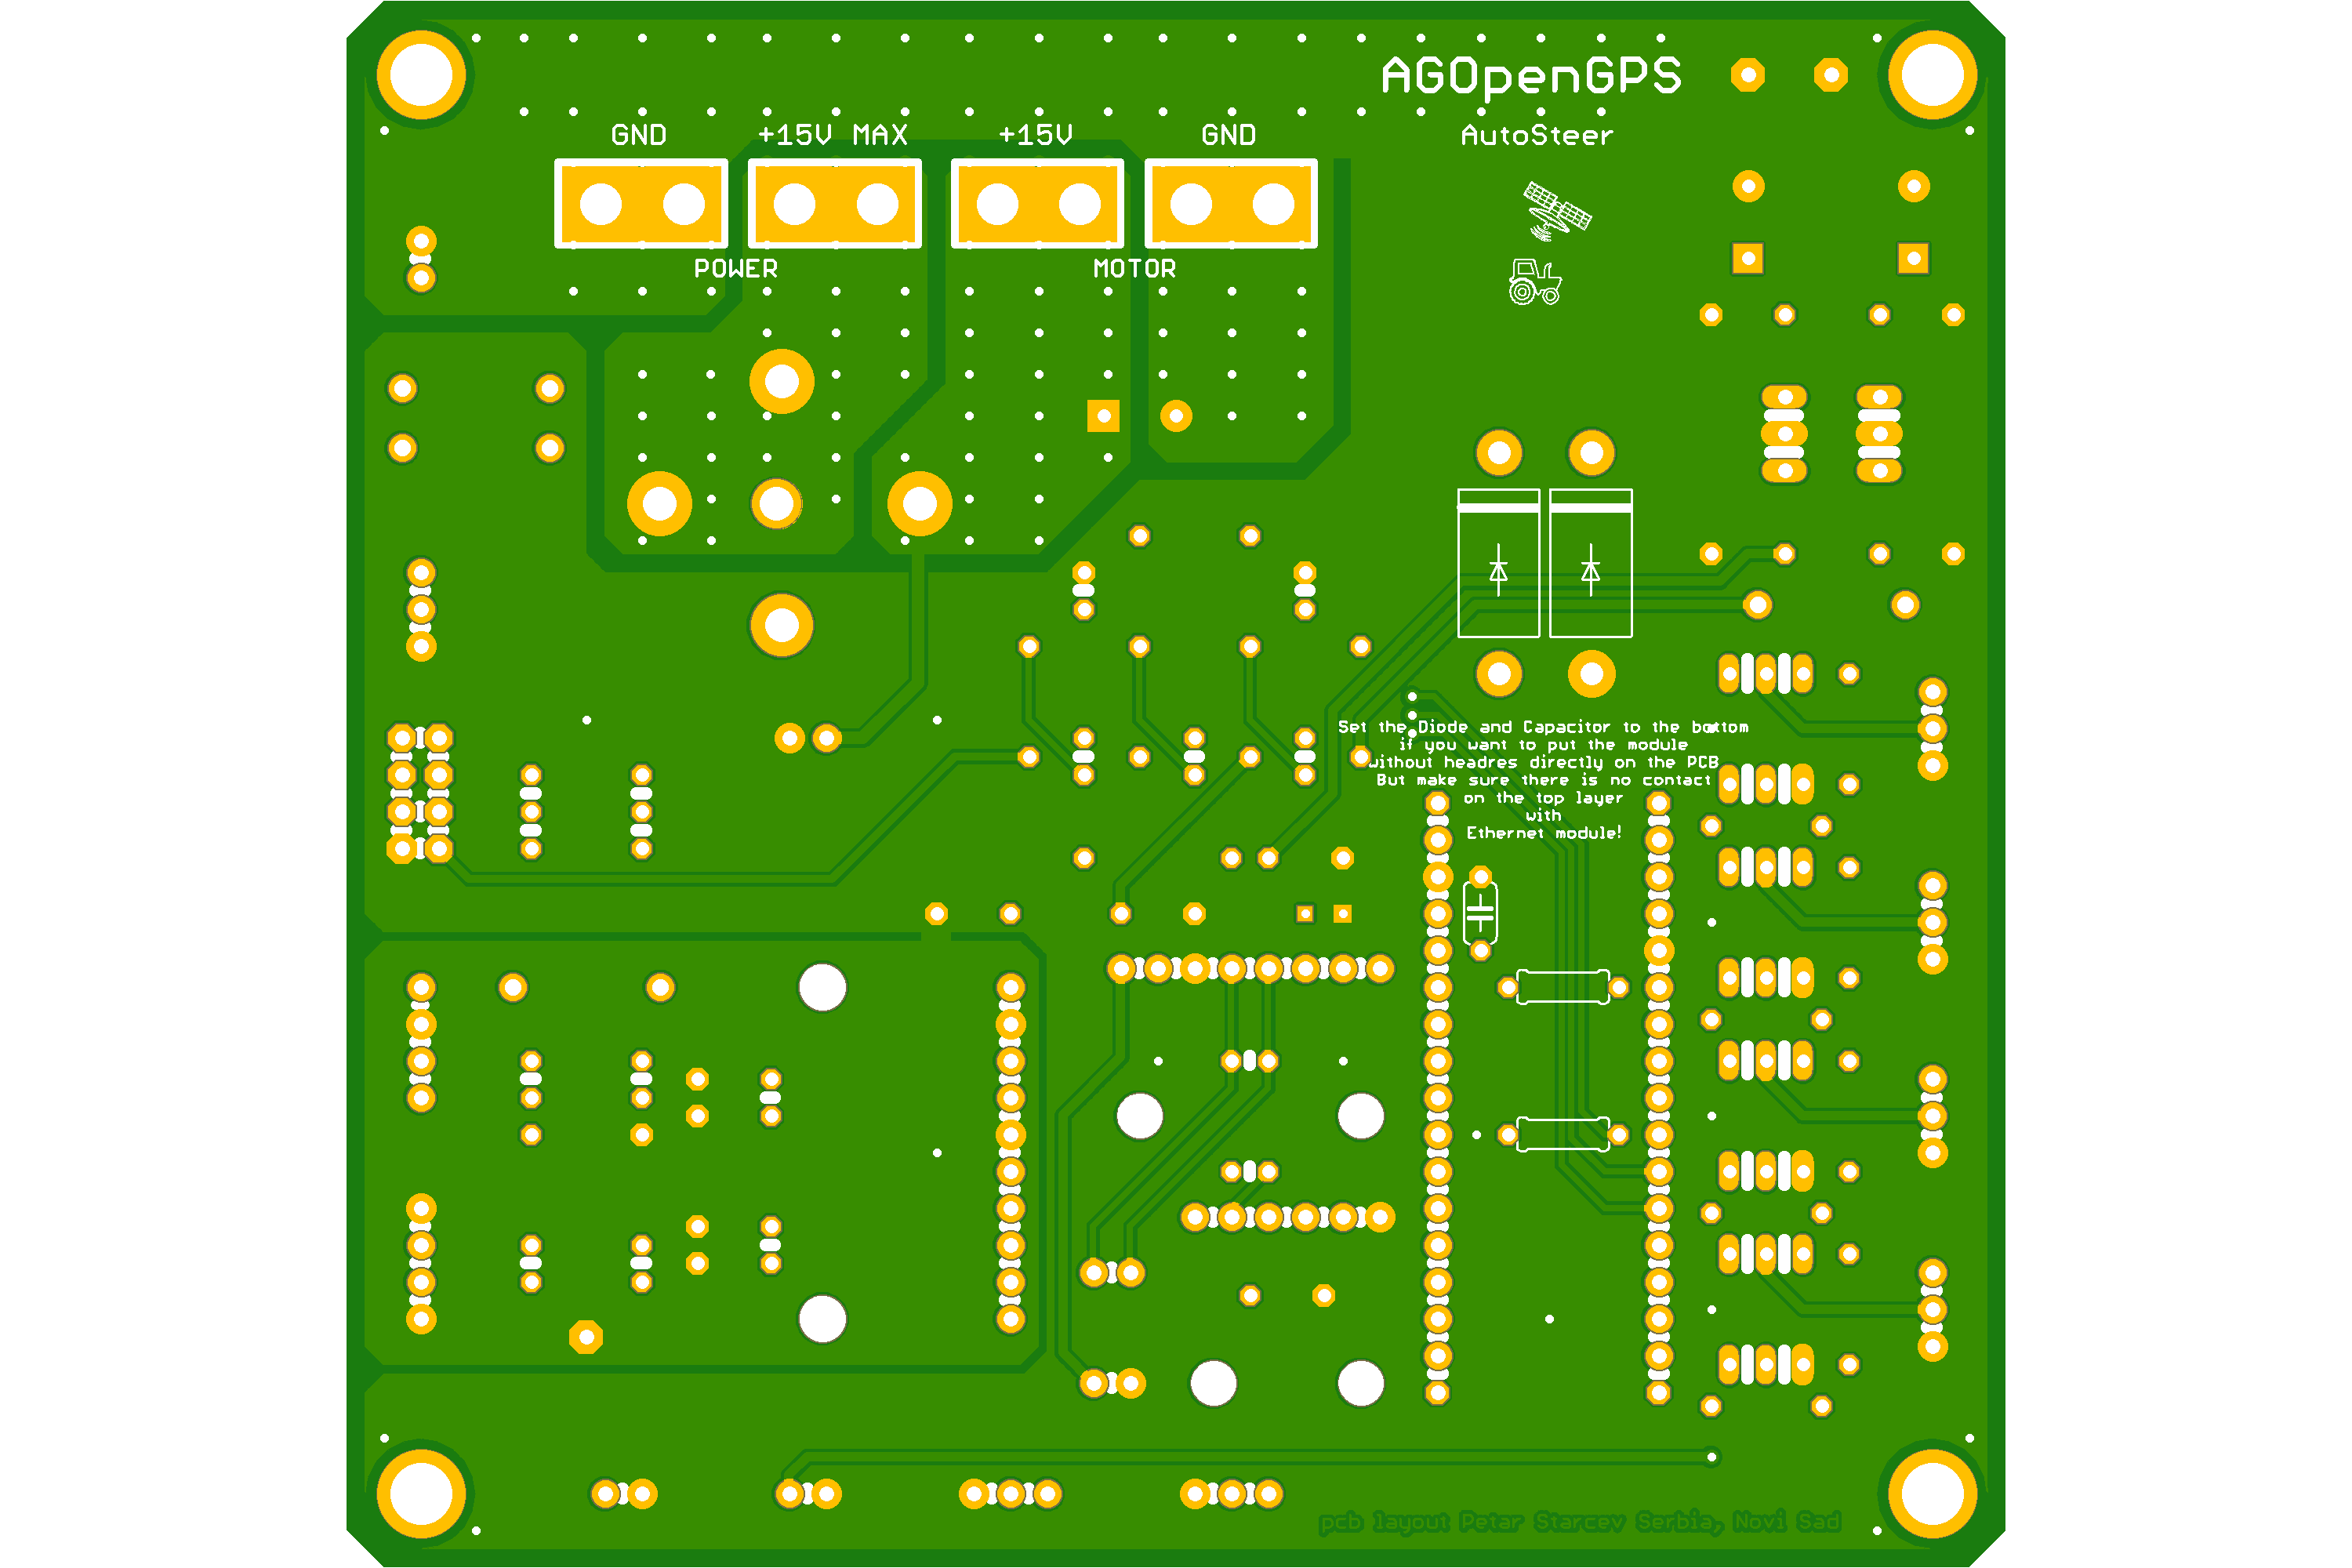 AGOpenGPS
GND
+15V MAX
+15V
GND
AutoSteer
POWER
MOTOR
Set the Diode and Capacitor to the
if you want to put the module
without headres directly on the PCB
But make sure there is no contact
on the top layer
with
Ethernet module!
pcb layout Petar Starcev Serbia, Novi Sad